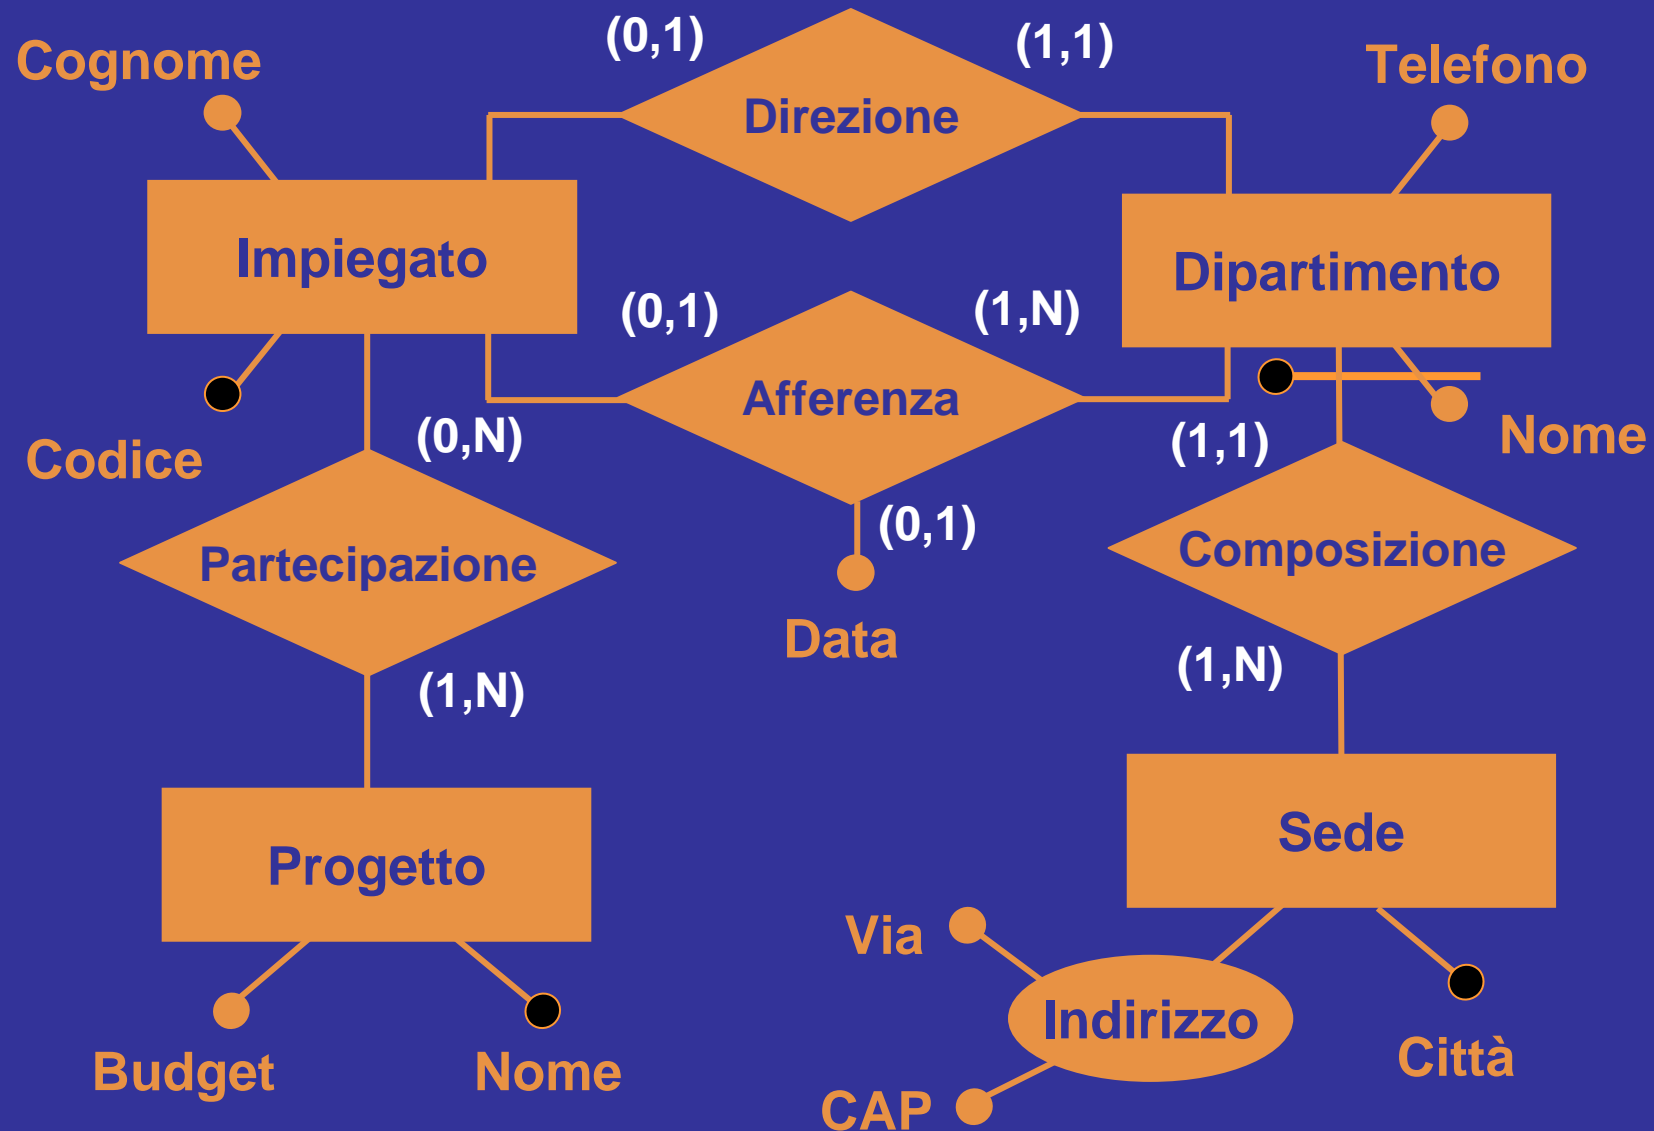 (0,1)
(1,1)
Cognome
Telefono
Direzione
Impiegato
Dipartimento
(0,1)
(1,N)
Afferenza
Codice
(0,N)
(1,1)
Nome
(0,1)
Partecipazione
Composizione
Data
(1,N)
(1,N)
Progetto
Sede
Via
Indirizzo
Budget
Nome
Città
CAP